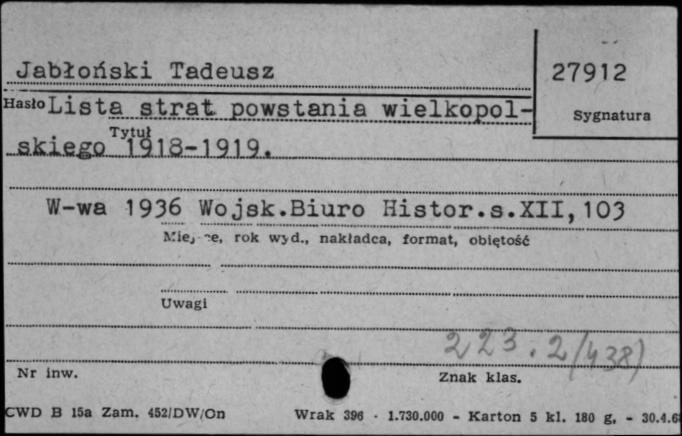 Jabłoński Tadeusz
27912
Hasło Lista strat powstania wielkopol-
Sygnatura
skiego Tytuł 1918-1919.
W-wa 1936 Wojsk.Biuro Histor.s.XII,103
Miejsce, rok wyd., nakładca, format, objętość
Uwagi
223.2/438)
Nr inw.
Znak klas.
CWD B 15a Zam. 452/DW/On Wrak 396 - 1.730.000 - Karton 5 kl. 180 g. - 30.4.6